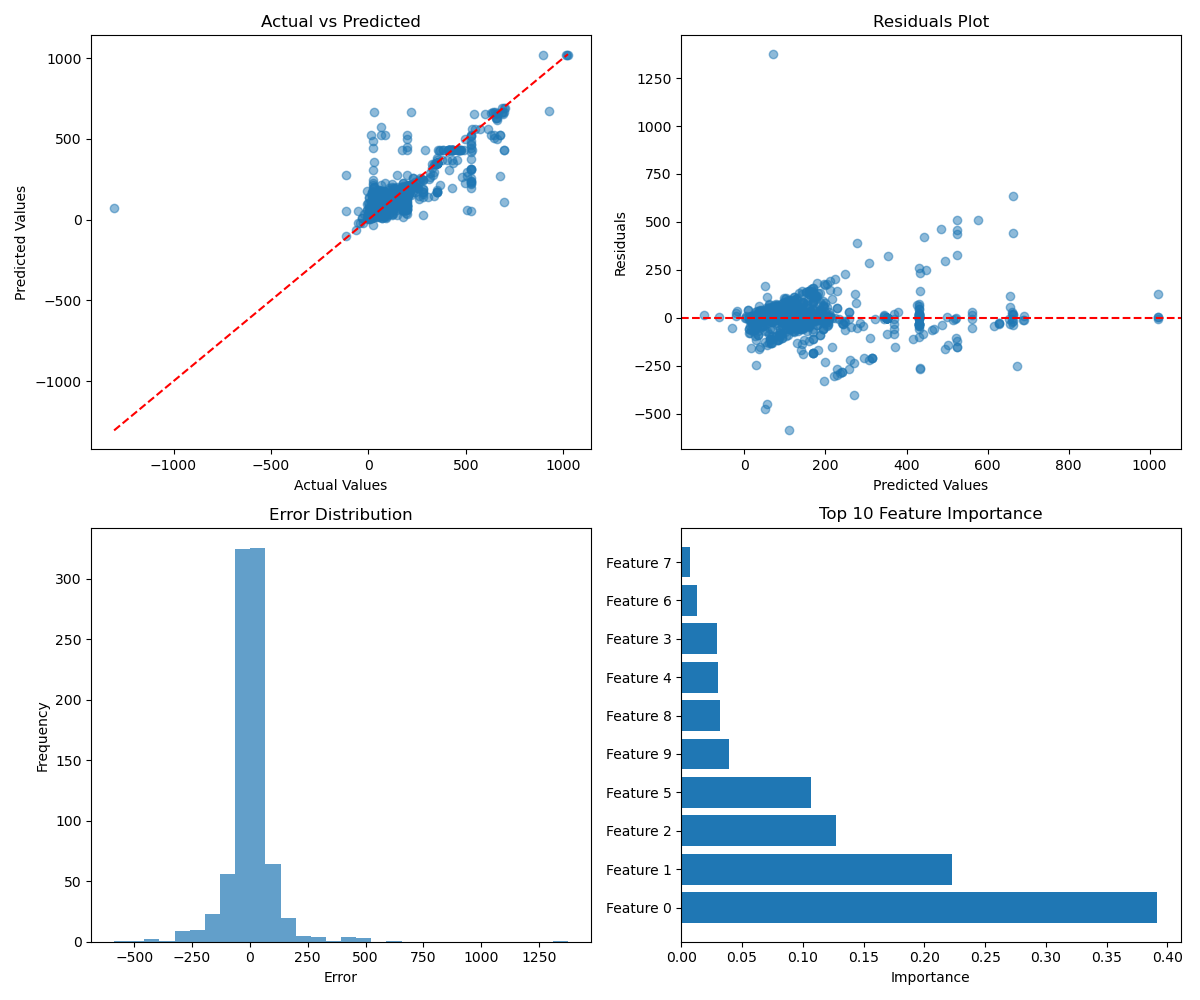 Actual vs Predicted
1000
500
0
−500
−1000
Predicted Values
−1000
−500
0
500
1000
Actual Values
Residuals Plot
1250
1000
750
500
250
0
−250
−500
Residuals
0
200
400
600
800
1000
Predicted Values
Error Distribution
300
250
200
150
100
50
0
Frequency
−500
−250
0
250
500
750
1000
1250
Error
Top 10 Feature Importance
Feature 7
Feature 6
Feature 3
Feature 4
Feature 8
Feature 9
Feature 5
Feature 2
Feature 1
Feature 0
0.00
0.05
0.10
0.15
0.20
0.25
0.30
0.35
0.40
Importance